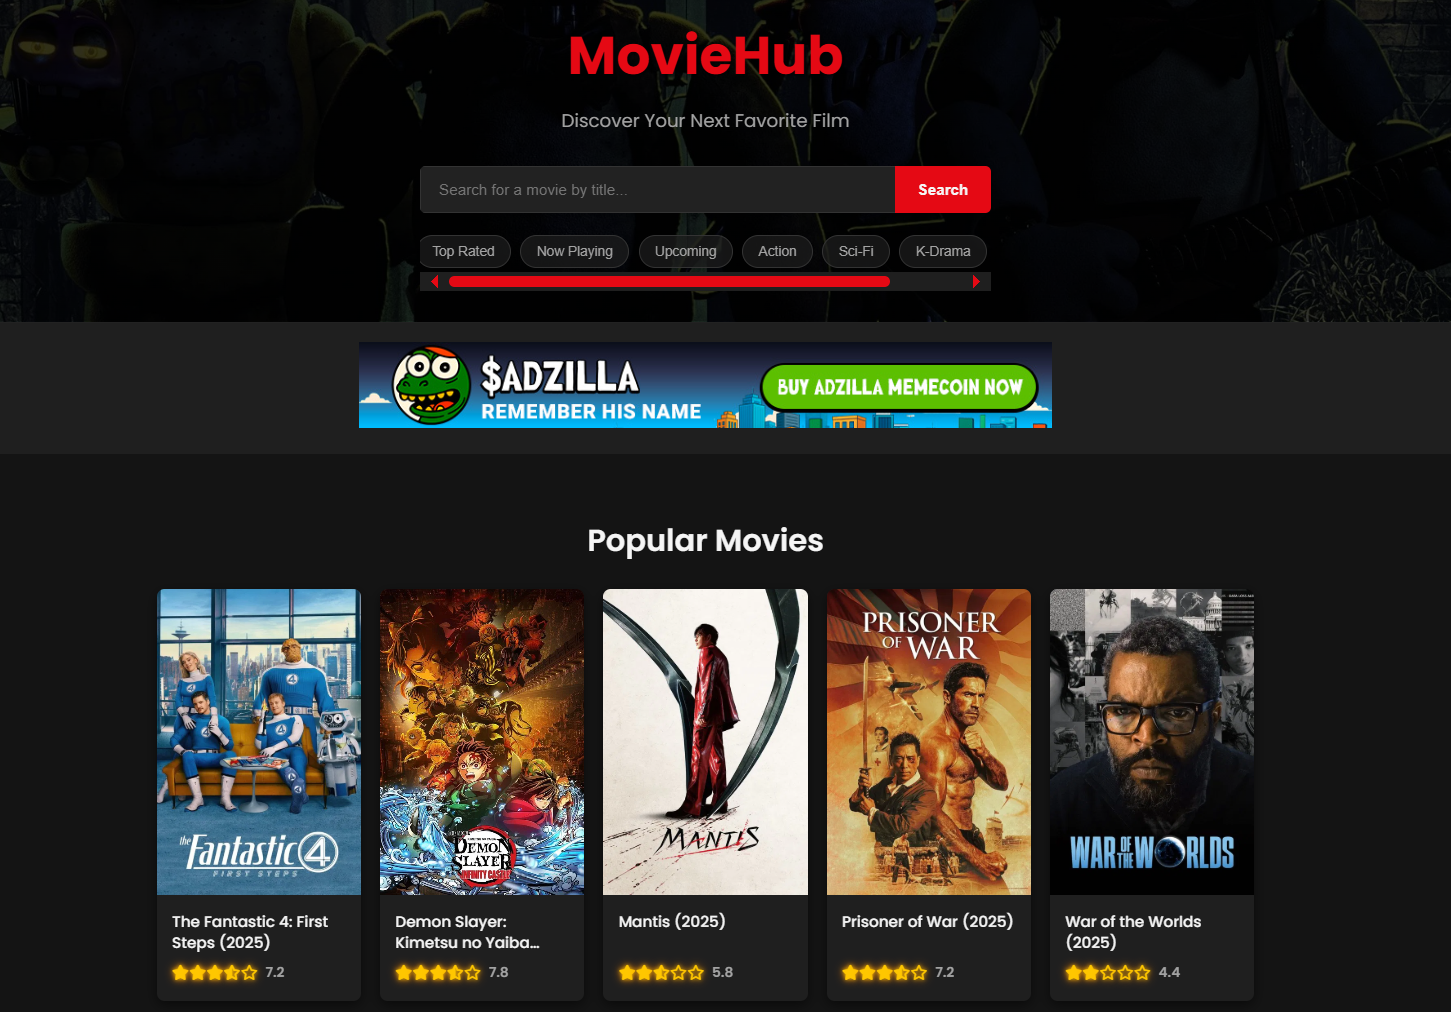 MovieHub
Discover Your Next Favorite Film
Search for a movie by title...
Search
Top Rated
Now Playing
Upcoming
Action
Sci-Fi
K-Drama
$ADZILLA
REMEMBER HIS NAME
BUY ADZILLA MEMECOIN NOW
Popular Movies
the
Fantastic 4
FIRST STEPS
The Fantastic 4: First
Steps (2025)
7.2
DEMON
SLAYER
INFINITY CASTLE
Demon Slayer:
Kimetsu no Yaiba...
7.8
MANTIS
Mantis (2025)
5.8
PRISONER
OF WAR
Prisoner of War (2025)
7.2
WAR OF THE WORLDS
War of the Worlds
(2025)
4.4